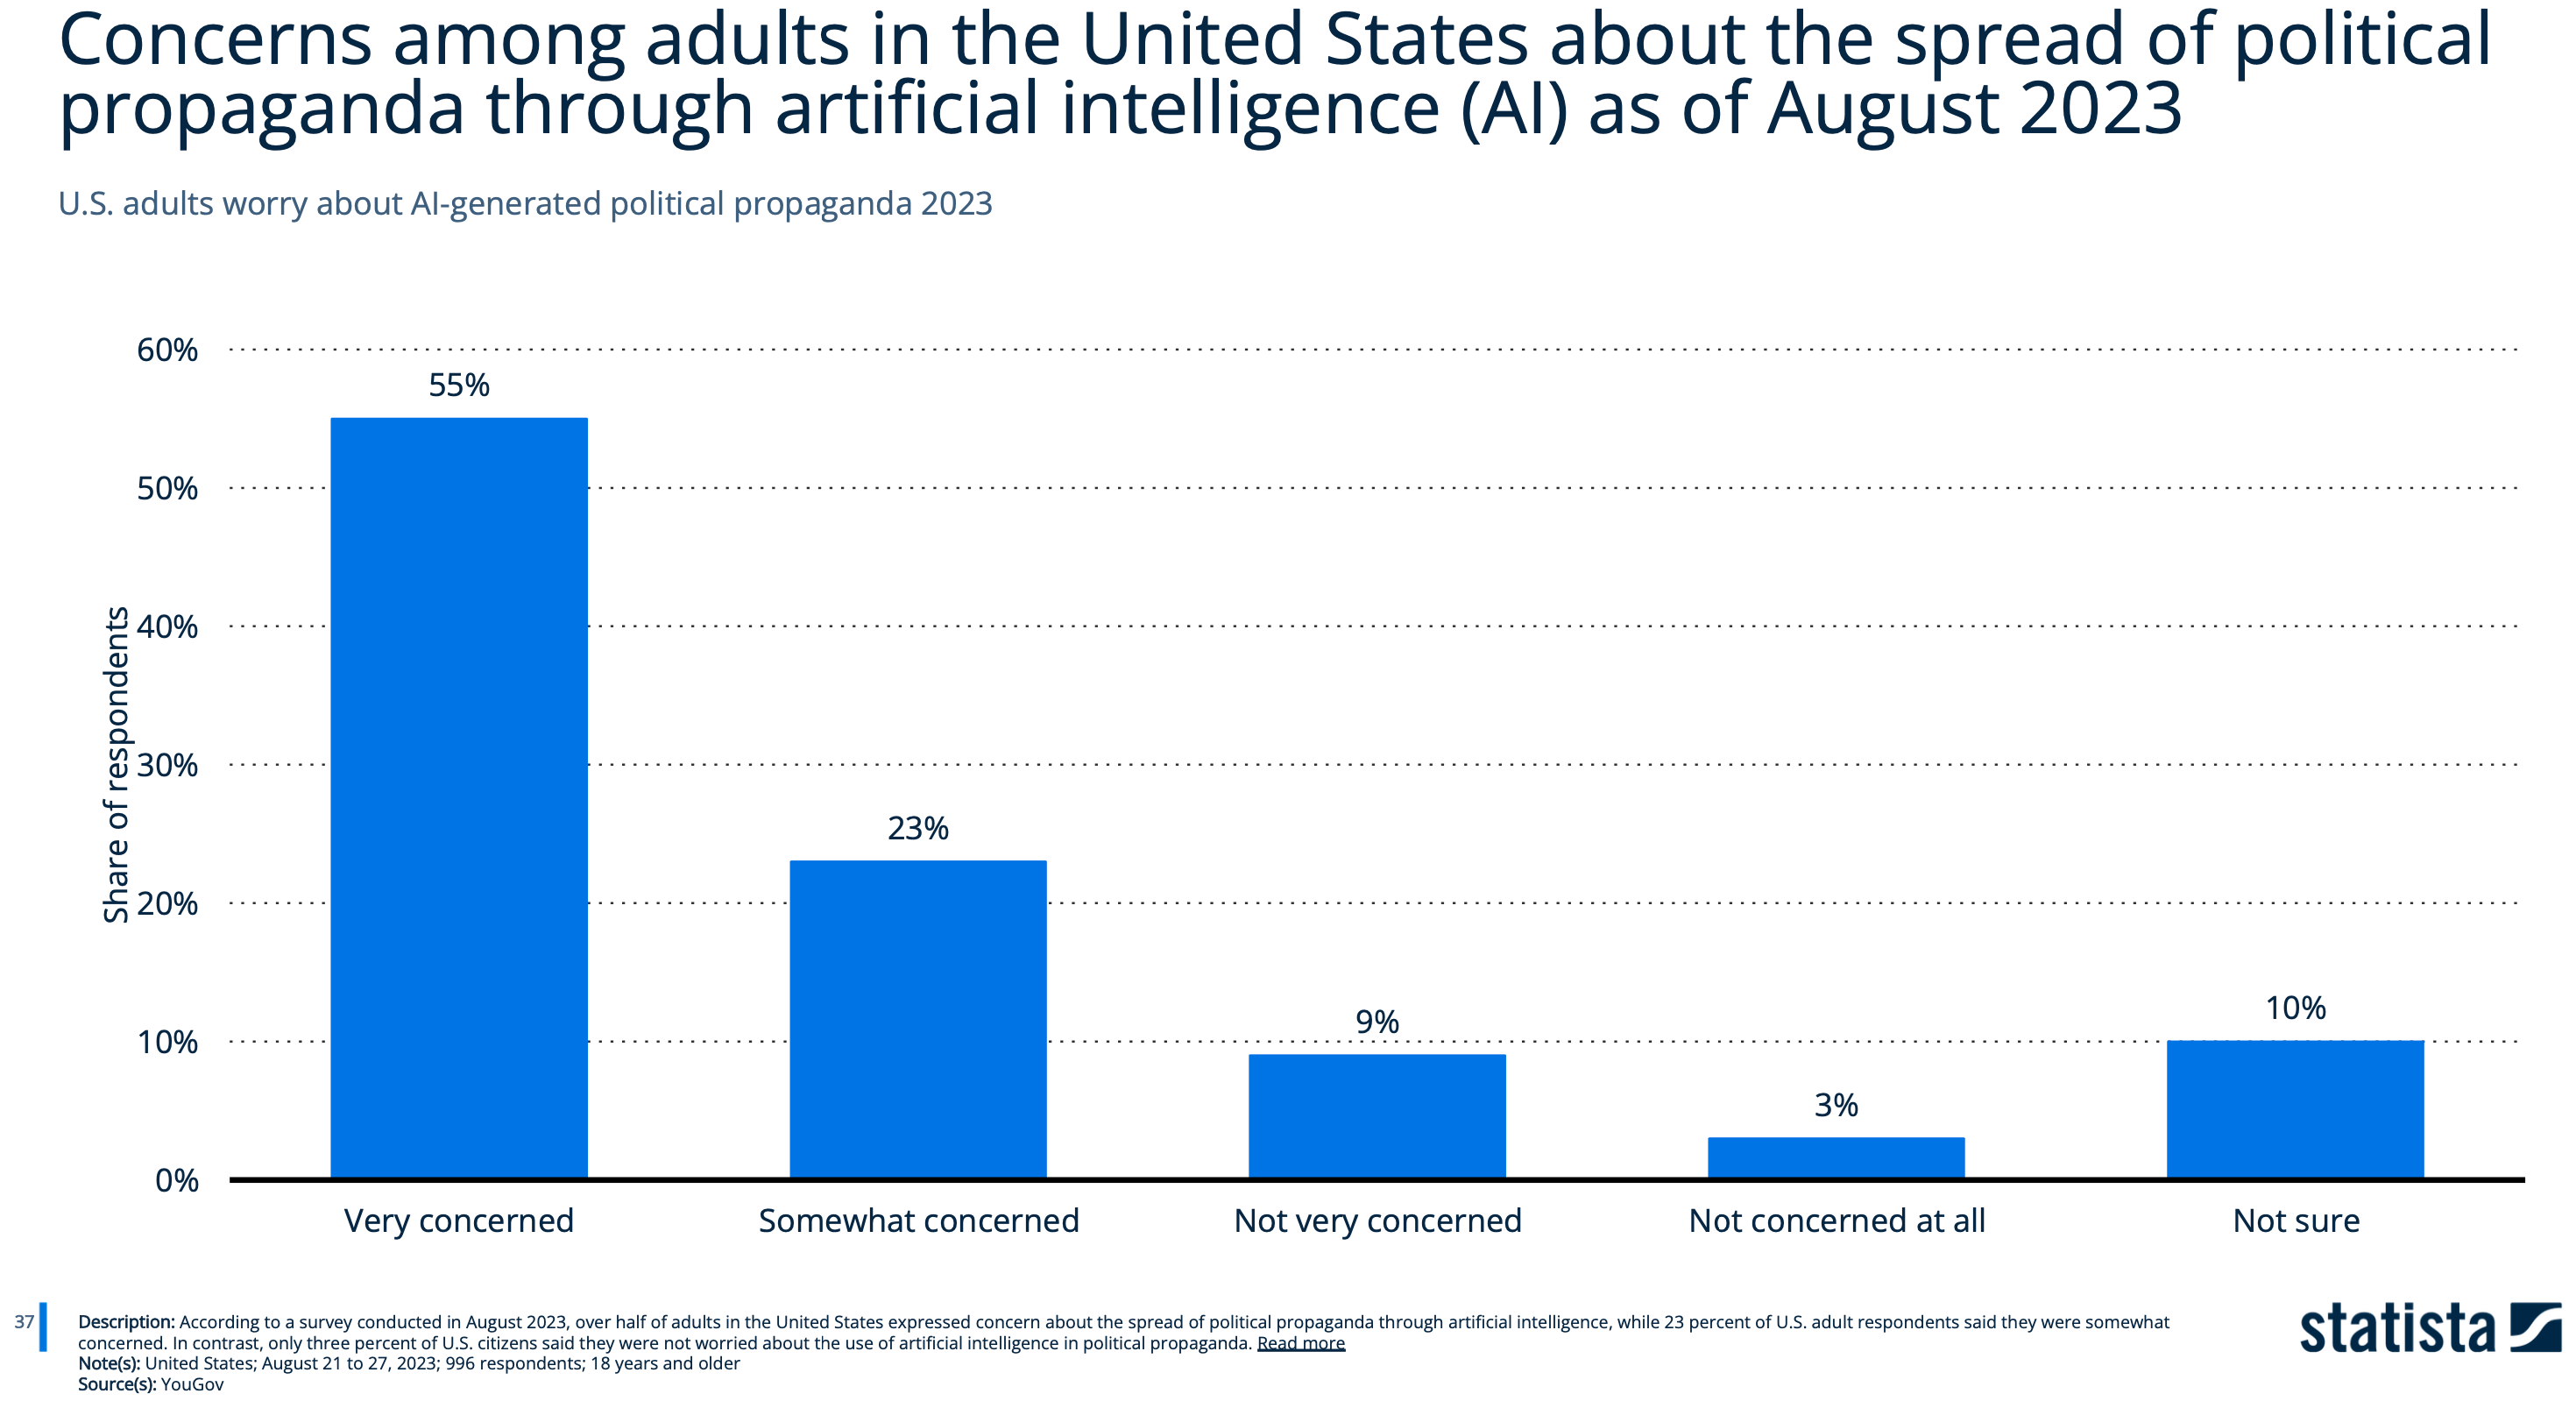 Concerns among adults in the United States about the spread of political
propaganda through artificial intelligence (AI) as of August 2023
U.S. adults worry about AI-generated political propaganda 2023
Share of respondents
60%
50%
40%
30%
20%
10%
0%
55%
23%
9%
3%
10%
Very concerned
Somewhat concerned
Not very concerned
Not concerned at all
Not sure
37
Description: According to a survey conducted in August 2023, over half of adults in the United States expressed concern about the spread of political propaganda through artificial intelligence, while 23 percent of U.S. adult respondents said they were somewhat
concerned. In contrast, only three percent of U.S. citizens said they were not worried about the use of artificial intelligence in political propaganda. Read more
Note(s): United States; August 21 to 27, 2023; 996 respondents; 18 years and older
Source(s): YouGov
statista